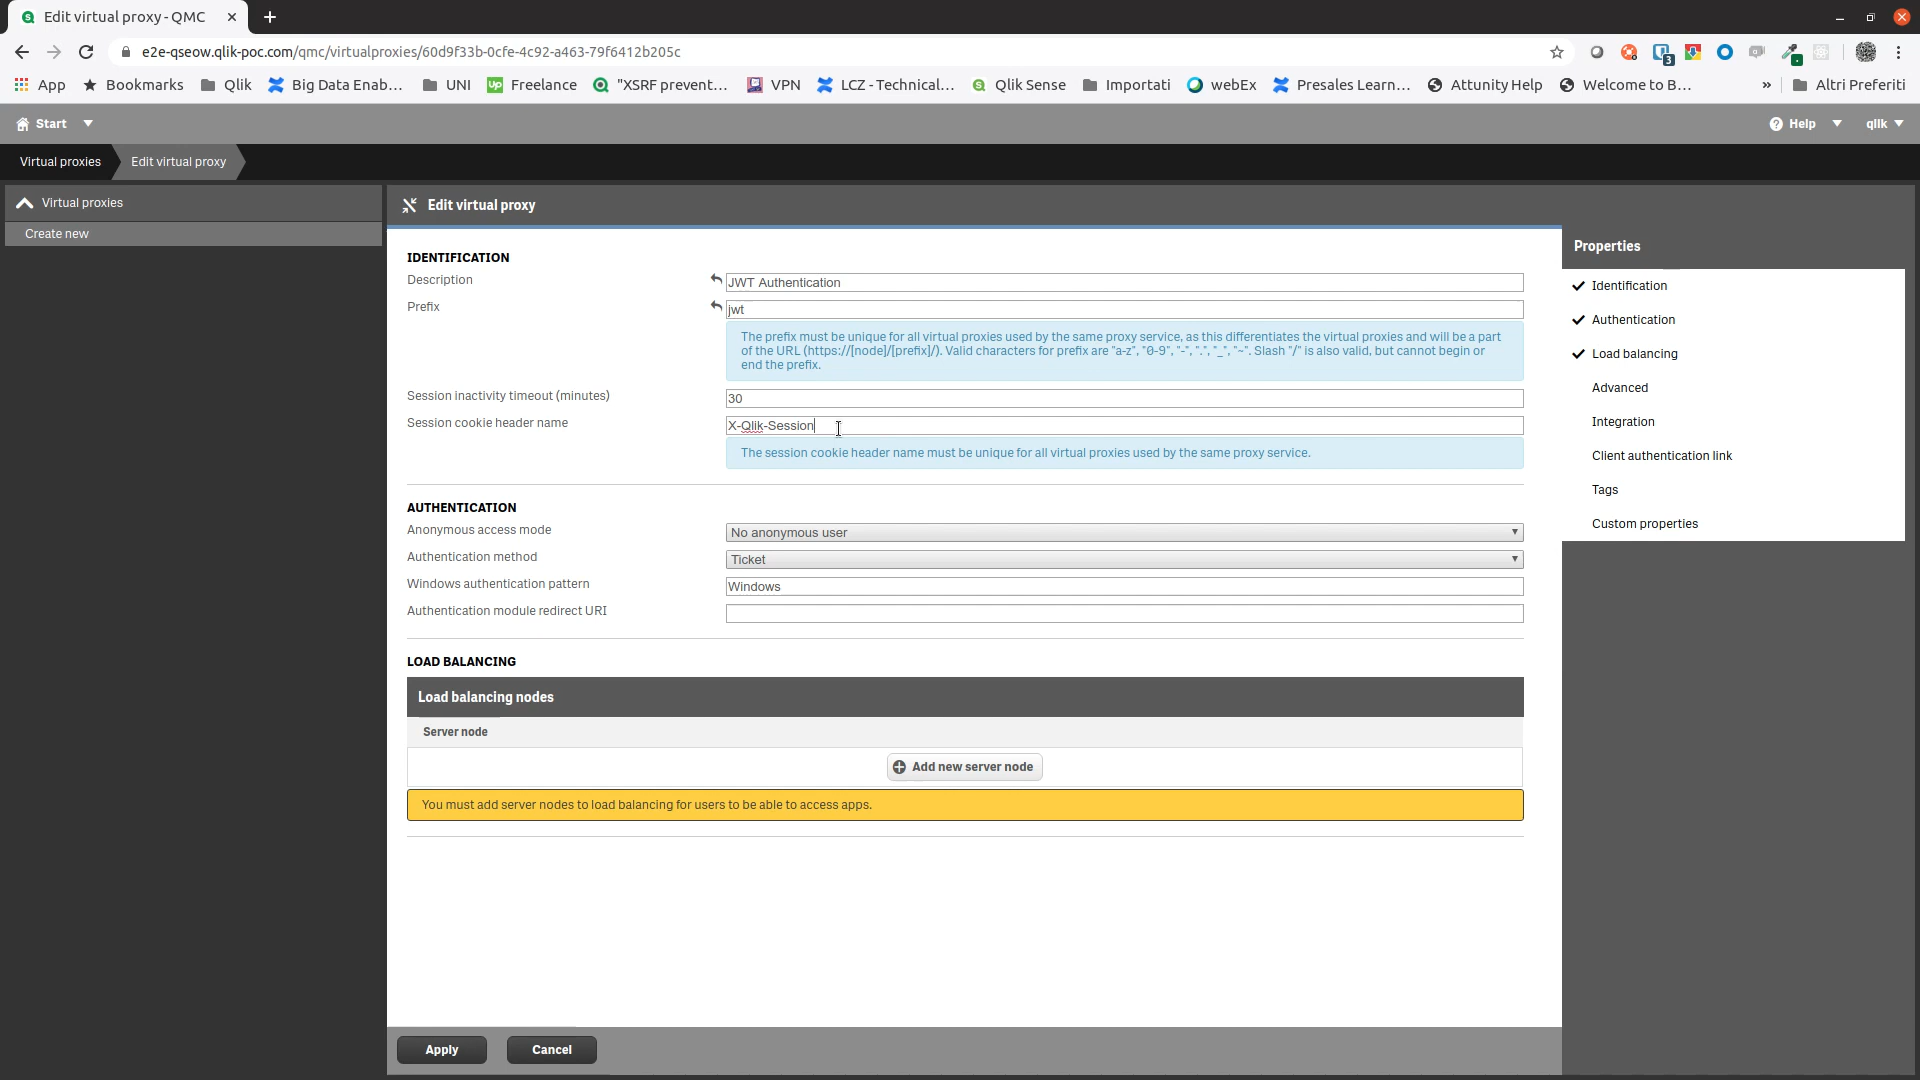 Edit virtual proxy - QMC
e2e-qseow.qlik-poc.com/qmc/virtualproxies/60d9f33b-0cfe-4c92-a463-79f6412b205c
3
App Bookmarks Qlik Big Data Enab... UNI Up Freelance "XSRF prevent... VPN LCZ - Technical... Qlik Sense Importati webEx Presales Learn... Attunity Help Welcome to B... » Altri Preferiti
Start Help qlik
Virtual proxies Edit virtual proxy
Virtual proxies
Create new
Edit virtual proxy
IDENTIFICATION
Description JWT Authentication
Prefix jwt
The prefix must be unique for all virtual proxies used by the same proxy service, as this differentiates the virtual proxies and will be a part
of the URL (https://[node]/[prefix]/). Valid characters for prefix are "a-z", "0-9", "-", ".", "_", "~". Slash "/" is also valid, but cannot begin or
end the prefix.
Session inactivity timeout (minutes) 30
Session cookie header name X-Qlik-Session
The session cookie header name must be unique for all virtual proxies used by the same proxy service.
AUTHENTICATION
Anonymous access mode No anonymous user
Authentication method Ticket
Windows authentication pattern Windows
Authentication module redirect URI
LOAD BALANCING
Load balancing nodes
Server node
Add new server node
You must add server nodes to load balancing for users to be able to access apps.
Apply Cancel
Properties
Identification
Authentication
Load balancing
Advanced
Integration
Client authentication link
Tags
Custom properties